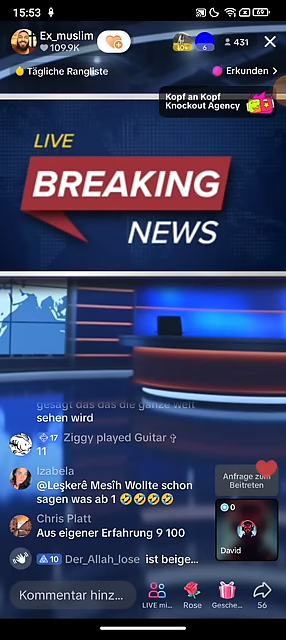 15:53
69
Ex_muslim
109.9K
10+
6
431
Tägliche Rangliste
Erkunden >
Kopf an Kopf
Knockout Agency
LIVE
BREAKING
NEWS
gesagt das das die ganze welt
sehen wird
17 Ziggy played Guitar
11
Izabela
@Leşkerê Mesîh Wollte schon
sagen was ab 1 🤣🤣🤣🤣
Anfrage zum
Beitreten
Chris Platt
Aus eigener Erfahrung 9 100
0
David
10 Der_Allah_lose ist beige...
Kommentar hinz...
LIVE mi...
Rose
Gesche...
56